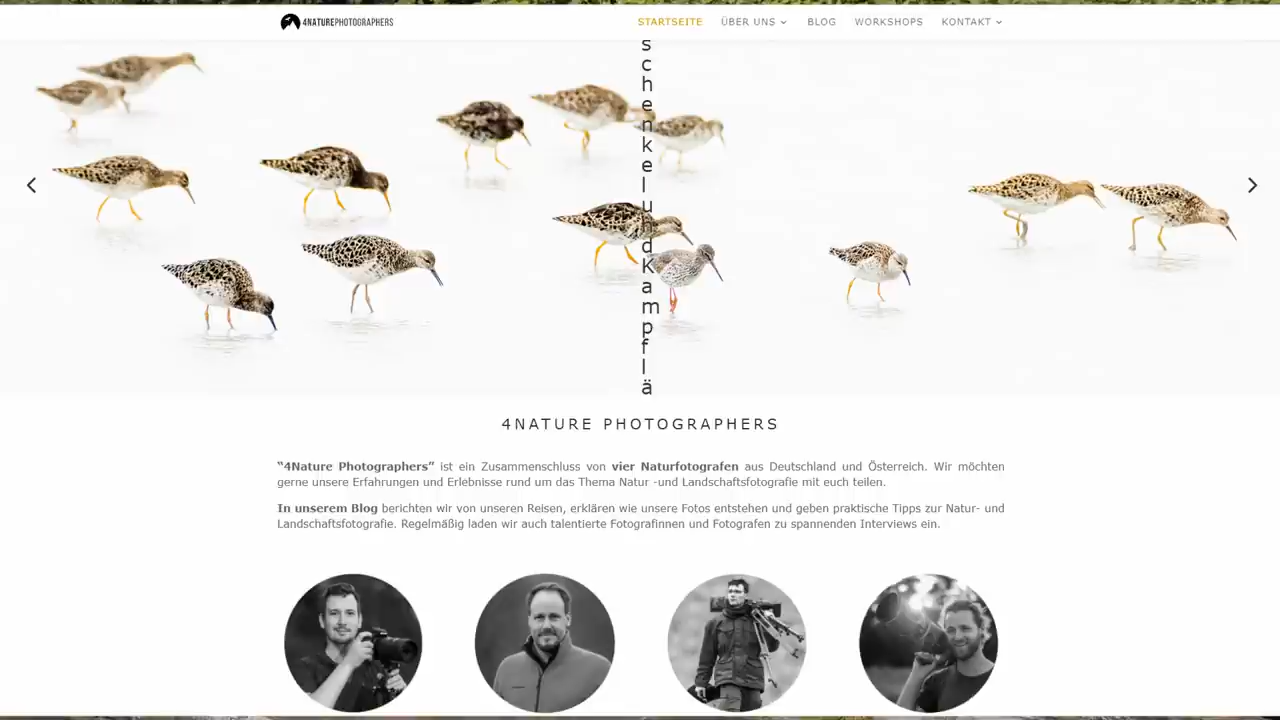 4NATUREPHOTOGRAPHERS
STARTSEITE ÜBER UNS BLOG WORKSHOPS KONTAKT
s
c
h
e
n
k
e
l
u
n
d
K
a
m
p
f
l
ä
4NATURE PHOTOGRAPHERS
“4Nature Photographers” ist ein Zusammenschluss von vier Naturfotografen aus Deutschland und Österreich. Wir möchten
gerne unsere Erfahrungen und Erlebnisse rund um das Thema Natur -und Landschaftsfotografie mit euch teilen.
In unserem Blog berichten wir von unseren Reisen, erklären wie unsere Fotos entstehen und geben praktische Tipps zur Natur- und
Landschaftsfotografie. Regelmäßig laden wir auch talentierte Fotografinnen und Fotografen zu spannenden Interviews ein.